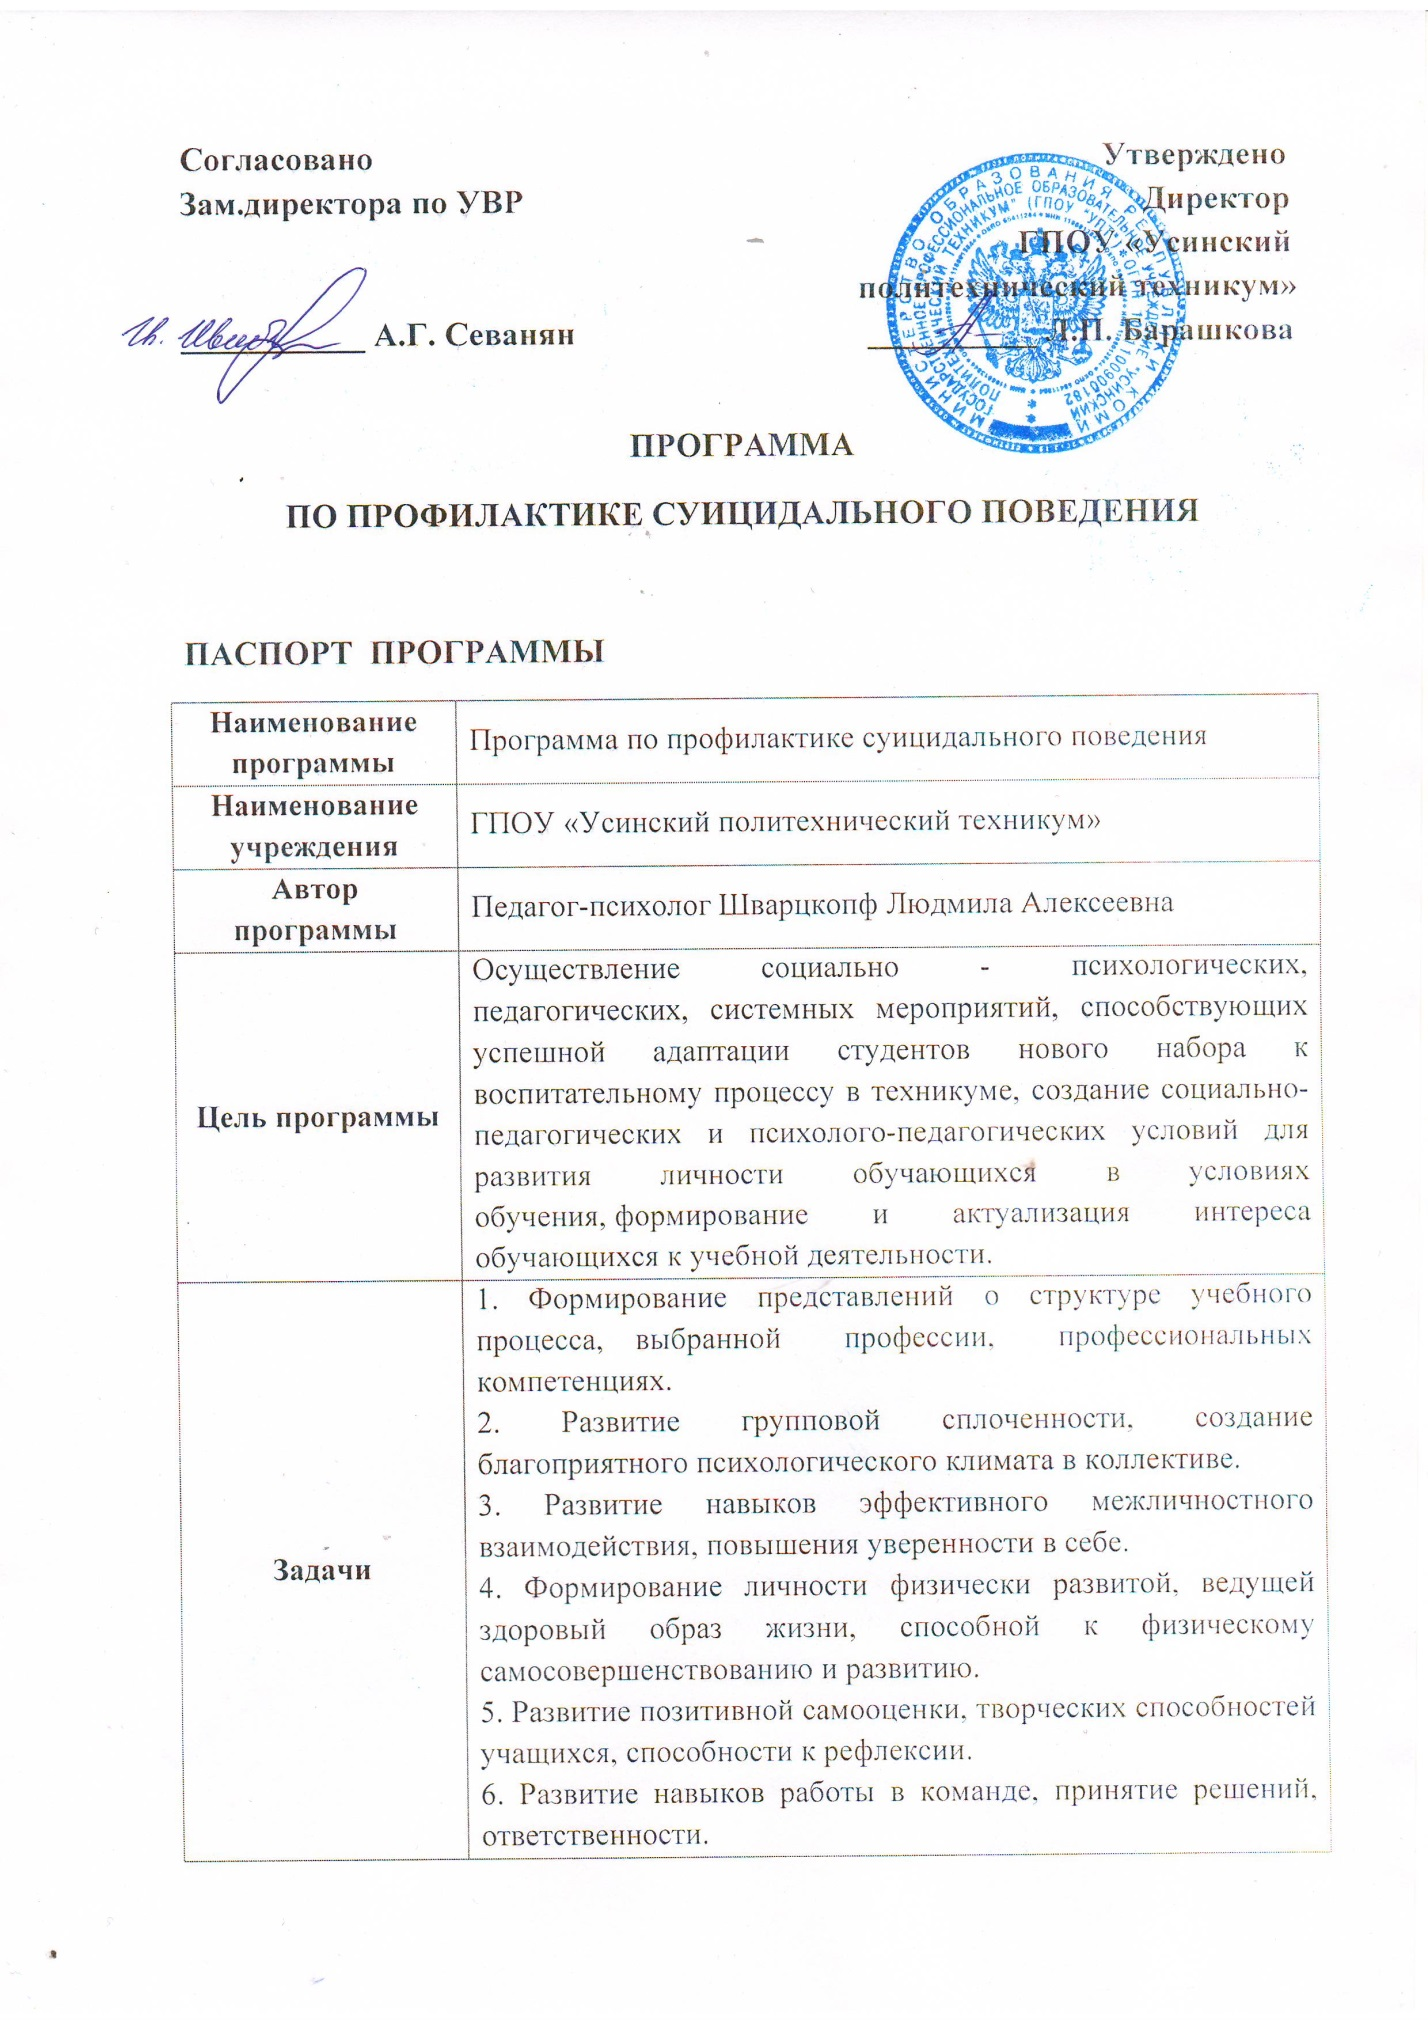 Согласовано
Зам.директора по УВР
А.Г. Севанян
Утверждено
Директор
ГПОУ «Усинский
политехнический техникум»
Л.П. Барашкова
ПРОГРАММА
ПО ПРОФИЛАКТИКЕ СУИЦИДАЛЬНОГО ПОВЕДЕНИЯ
ПАСПОРТ ПРОГРАММЫ
Наименование
программы
Программа по профилактике суицидального поведения
Наименование
учреждения
ГПОУ «Усинский политехнический техникум»
Автор
программы
Педагог-психолог Шварцкопф Людмила Алексеевна
Цель программы
Осуществление социально - психологических,
педагогических, системных мероприятий, способствующих
успешной адаптации студентов нового набора к
воспитательному процессу в техникуме, создание социально-
педагогических и психолого-педагогических условий для
развития личности обучающихся в условиях
обучения, формирование и актуализация интереса
обучающихся к учебной деятельности.
Задачи
1. Формирование представлений о структуре учебного
процесса, выбранной профессии, профессиональных
компетенциях.
2. Развитие групповой сплоченности, создание
благоприятного психологического климата в коллективе.
3. Развитие навыков эффективного межличностного
взаимодействия, повышения уверенности в себе.
4. Формирование личности физически развитой, ведущей
здоровый образ жизни, способной к физическому
самосовершенствованию и развитию.
5. Развитие позитивной самооценки, творческих способностей
учащихся, способности к рефлексии.
6. Развитие навыков работы в команде, принятие решений,
ответственности.